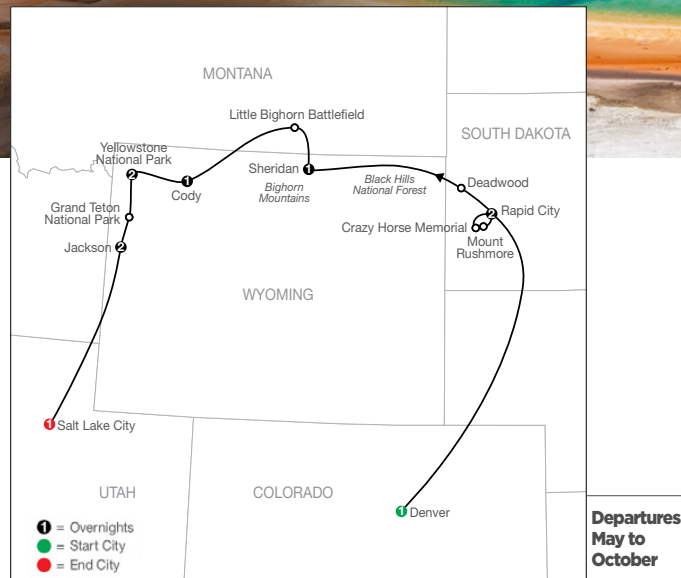 MONTANA
Little Bighorn Battlefield
SOUTH DAKOTA
Yellowstone
National Park
2
Sheridan 1
Black Hills
National Forest
Deadwood
1
Cody
Bighorn
Mountains
Grand Teton
National Park
2 Rapid City
Crazy Horse Memorial
Mount
Rushmore
Jackson 2
WYOMING
1 Salt Lake City
UTAH
COLORADO
1 Denver
1 = Overnights
= Start City
= End City
Departures
May to
October